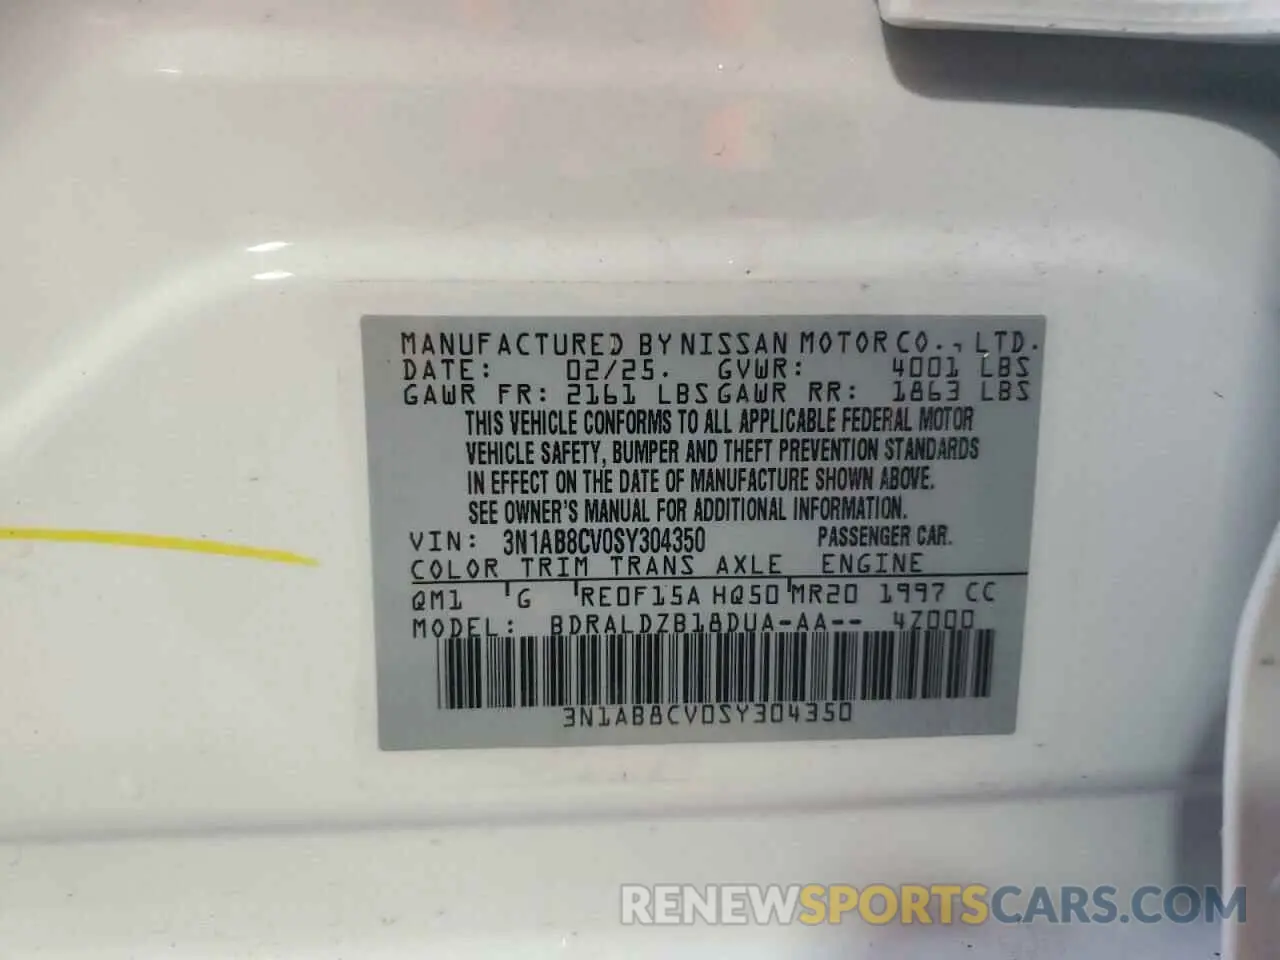 MANUFACTURED BY NISSAN MOTOR CO., LTD.
DATE: 02/25. GVWR: 4001 LBS
GAWR FR: 2161 LBS GAWR RR: 1863 LBS
THIS VEHICLE CONFORMS TO ALL APPLICABLE FEDERAL MOTOR
VEHICLE SAFETY, BUMPER AND THEFT PREVENTION STANDARDS
IN EFFECT ON THE DATE OF MANUFACTURE SHOWN ABOVE.
SEE OWNER'S MANUAL FOR ADDITIONAL INFORMATION.
VIN: 3N1AB8CV0SY304350 PASSENGER CAR.
COLOR TRIM TRANS AXLE ENGINE
QM1 G RE0F15A HQ50 MR20 1997 CC
MODEL: BDRALDZB18DUA-AA-- 4Z000
3N1AB8CV0SY304350
RENEWSPORTSCARS.COM